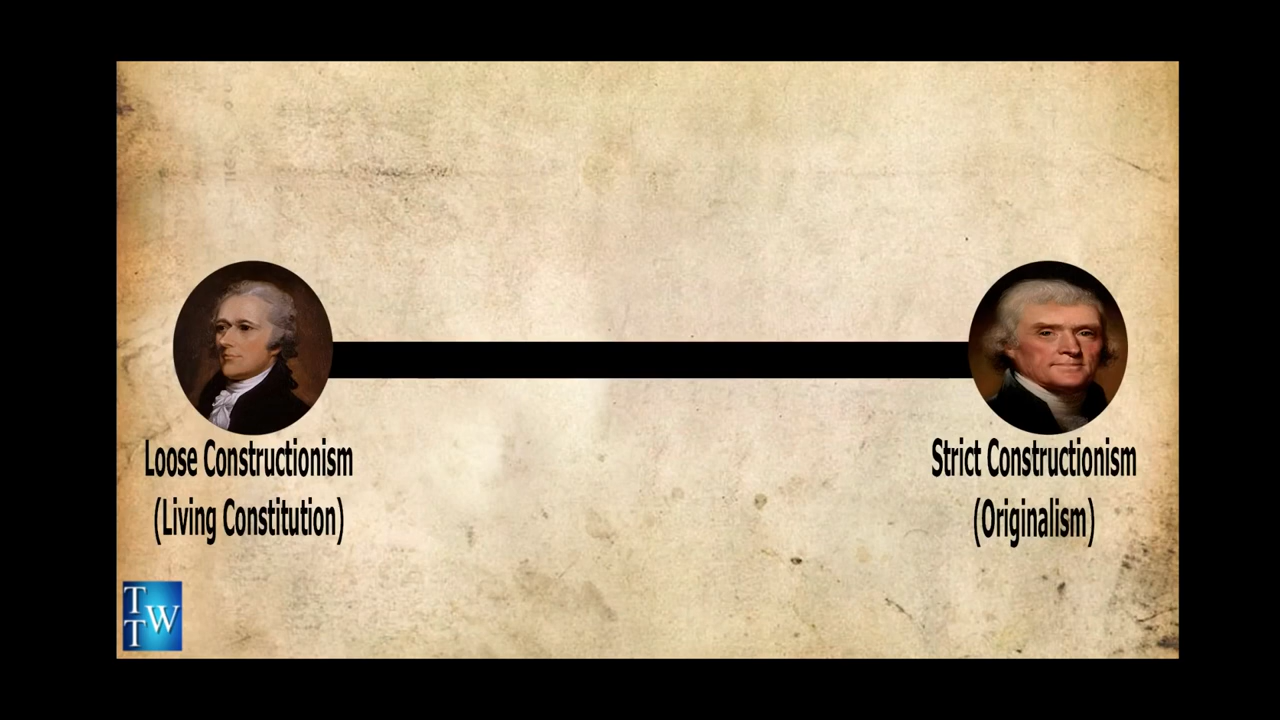 Loose Constructionism
(Living Constitution)
Strict Constructionism
(Originalism)
T
W
T